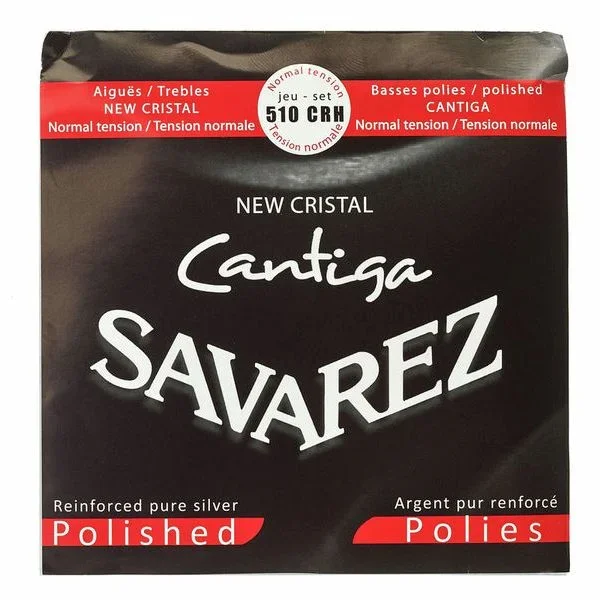 Aiguës / Trebles
NEW CRISTAL
Normal tension / Tension normale
Normal tension
jeu - set
510 CRH
Tension normale
Basses polies / polished
CANTIGA
Normal tension / Tension normale
NEW CRISTAL
Cantiga
SAVAREZ
Reinforced pure silver
Polished
Argent pur renforcé
Polies